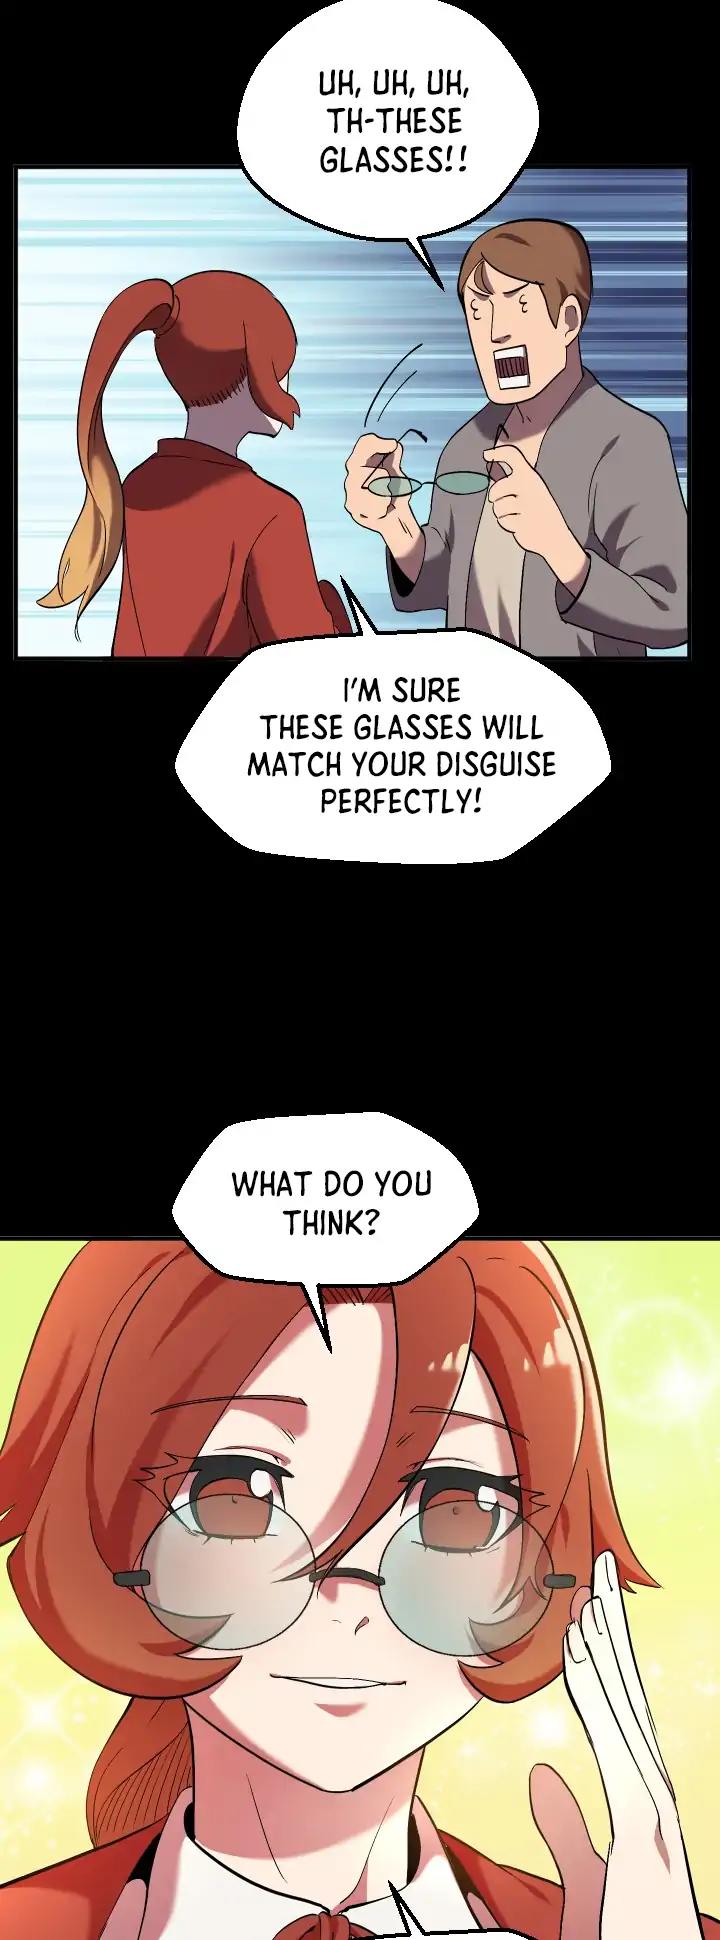 UH, UH, UH,
TH-THESE
GLASSES!!
I'M SURE
THESE GLASSES WILL
MATCH YOUR DISGUISE
PERFECTLY!
WHAT DO YOU
THINK?